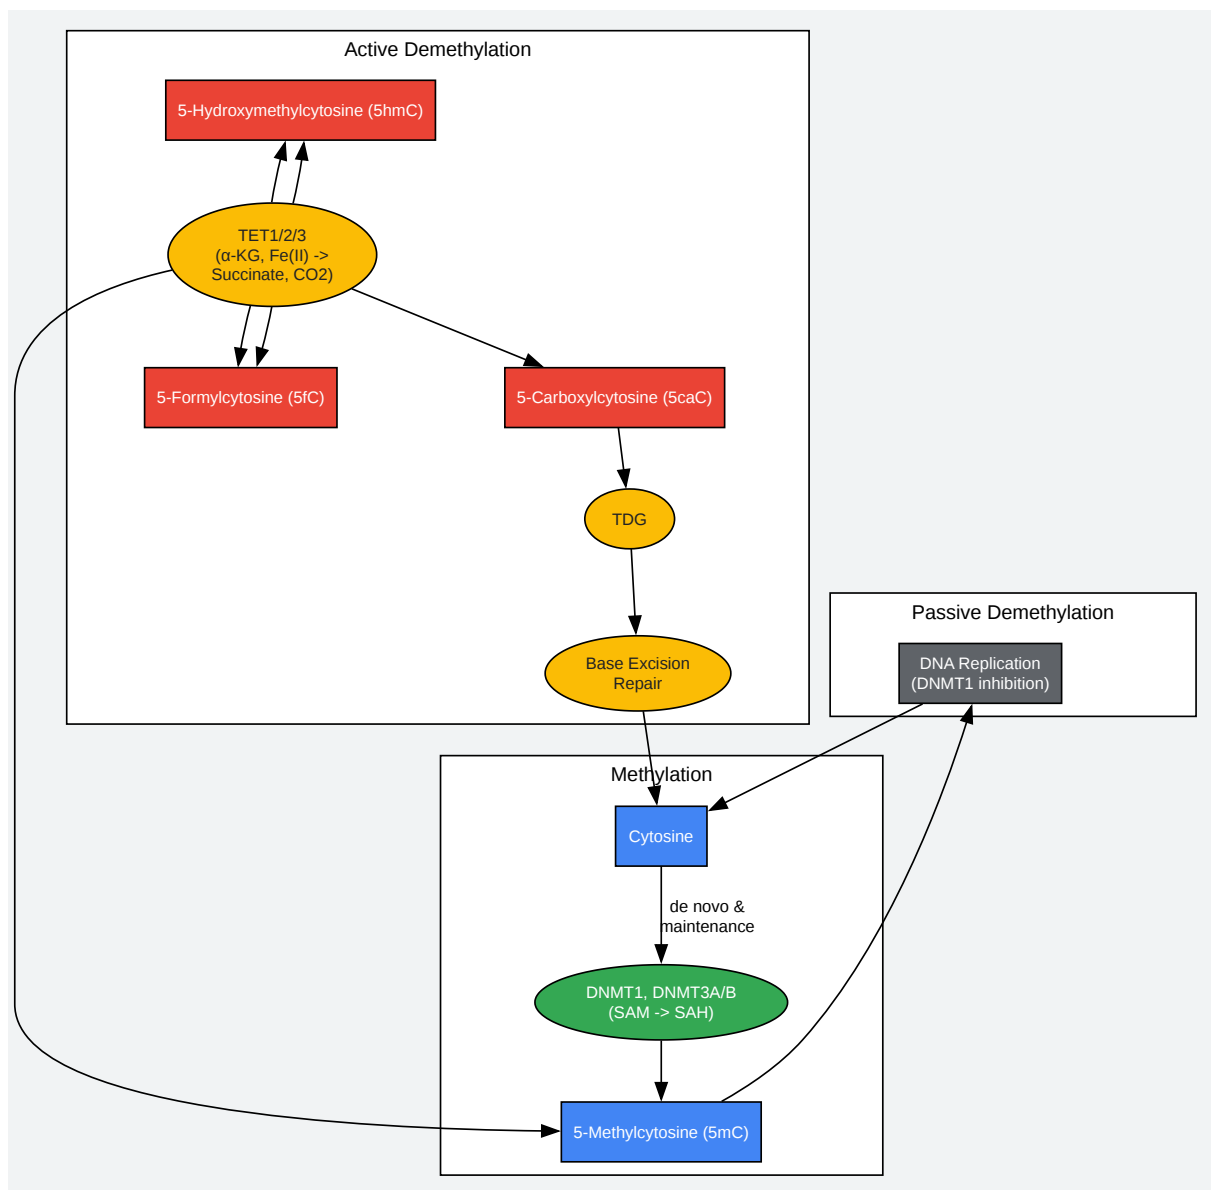 Active Demethylation
5-Hydroxymethylcytosine (5hmC)
TET1/2/3
(α-KG, Fe(II) ->
Succinate, CO2)
5-Formylcytosine (5fC)
5-Carboxylcytosine (5caC)
TDG
Base Excision
Repair
Passive Demethylation
DNA Replication
(DNMT1 inhibition)
Methylation
Cytosine
de novo &
maintenance
DNMT1, DNMT3A/B
(SAM -> SAH)
5-Methylcytosine (5mC)